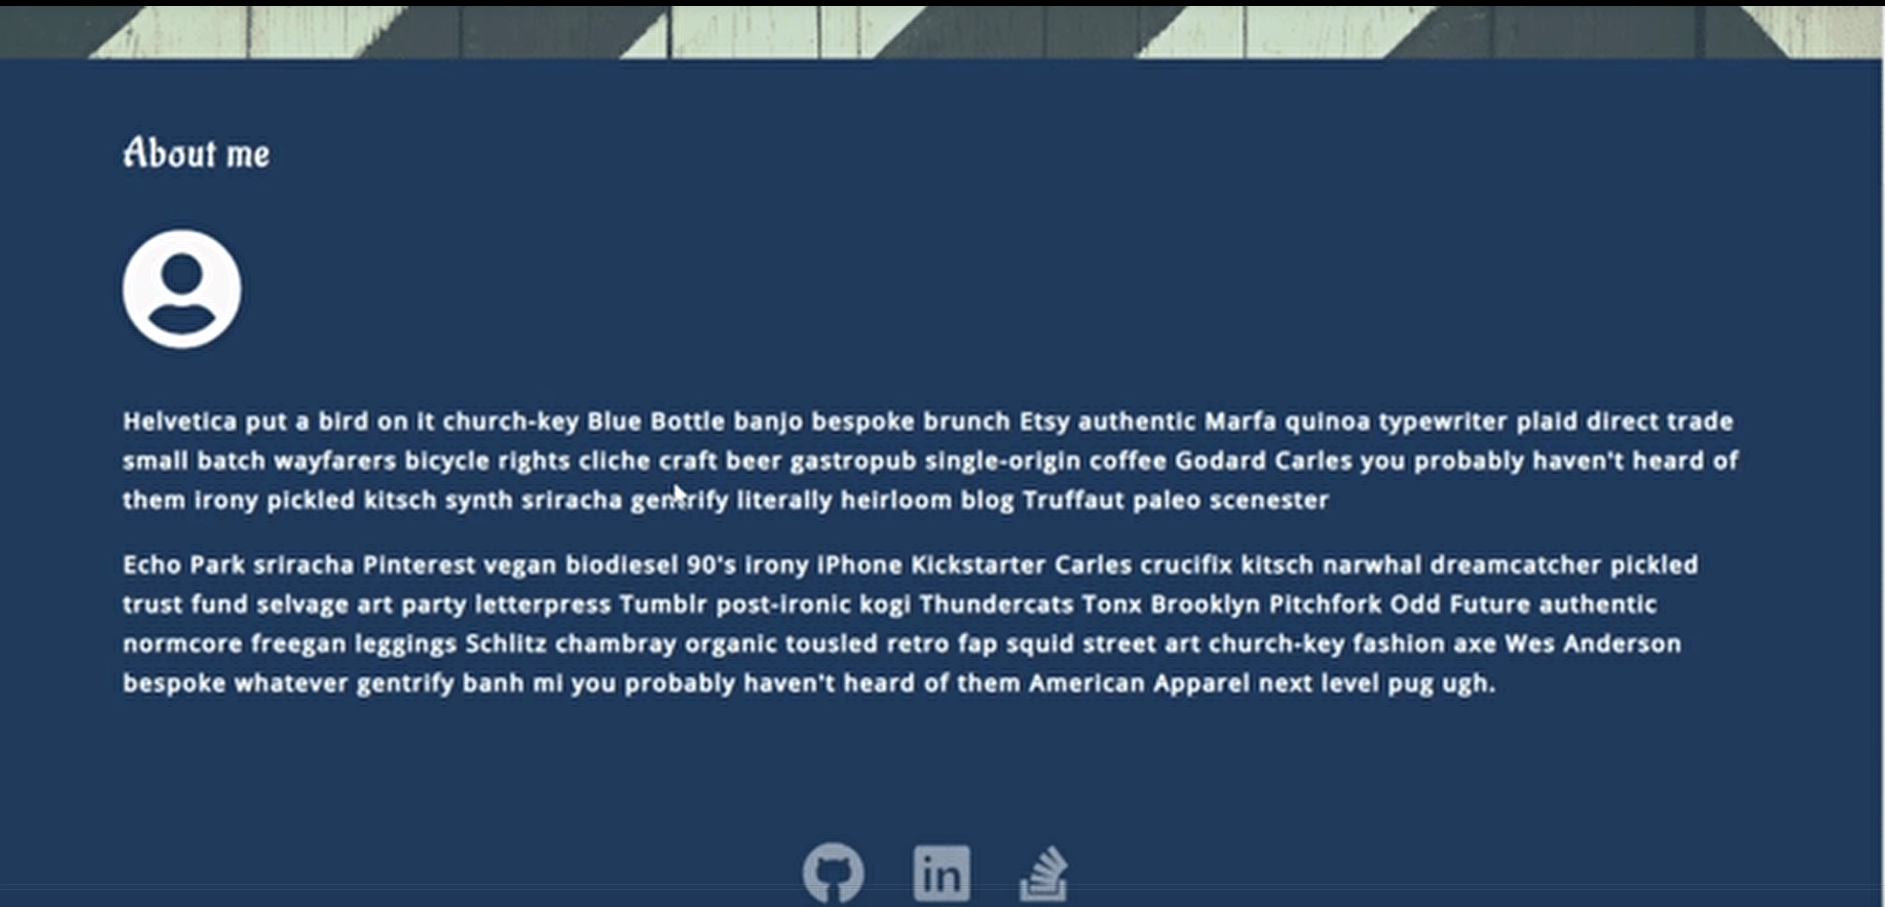 About me
Helvetica put a bird on it church-key Blue Bottle banjo bespoke brunch Etsy authentic Marfa quinoa typewriter plaid direct trade
small batch wayfarers bicycle rights cliche craft beer gastropub single-origin coffee Godard Carles you probably haven't heard of
them irony pickled kitsch synth sriracha gentrify literally heirloom blog Truffaut paleo scenester
Echo Park sriracha Pinterest vegan biodiesel 90's irony iPhone Kickstarter Carles crucifix kitsch narwhal dreamcatcher pickled
trust fund selvage art party letterpress Tumblr post-ironic kogi Thundercats Tonx Brooklyn Pitchfork Odd Future authentic
normcore freegan leggings Schlitz chambray organic tousled retro fap squid street art church-key fashion axe Wes Anderson
bespoke whatever gentrify banh mi you probably haven't heard of them American Apparel next level pug ugh.
in